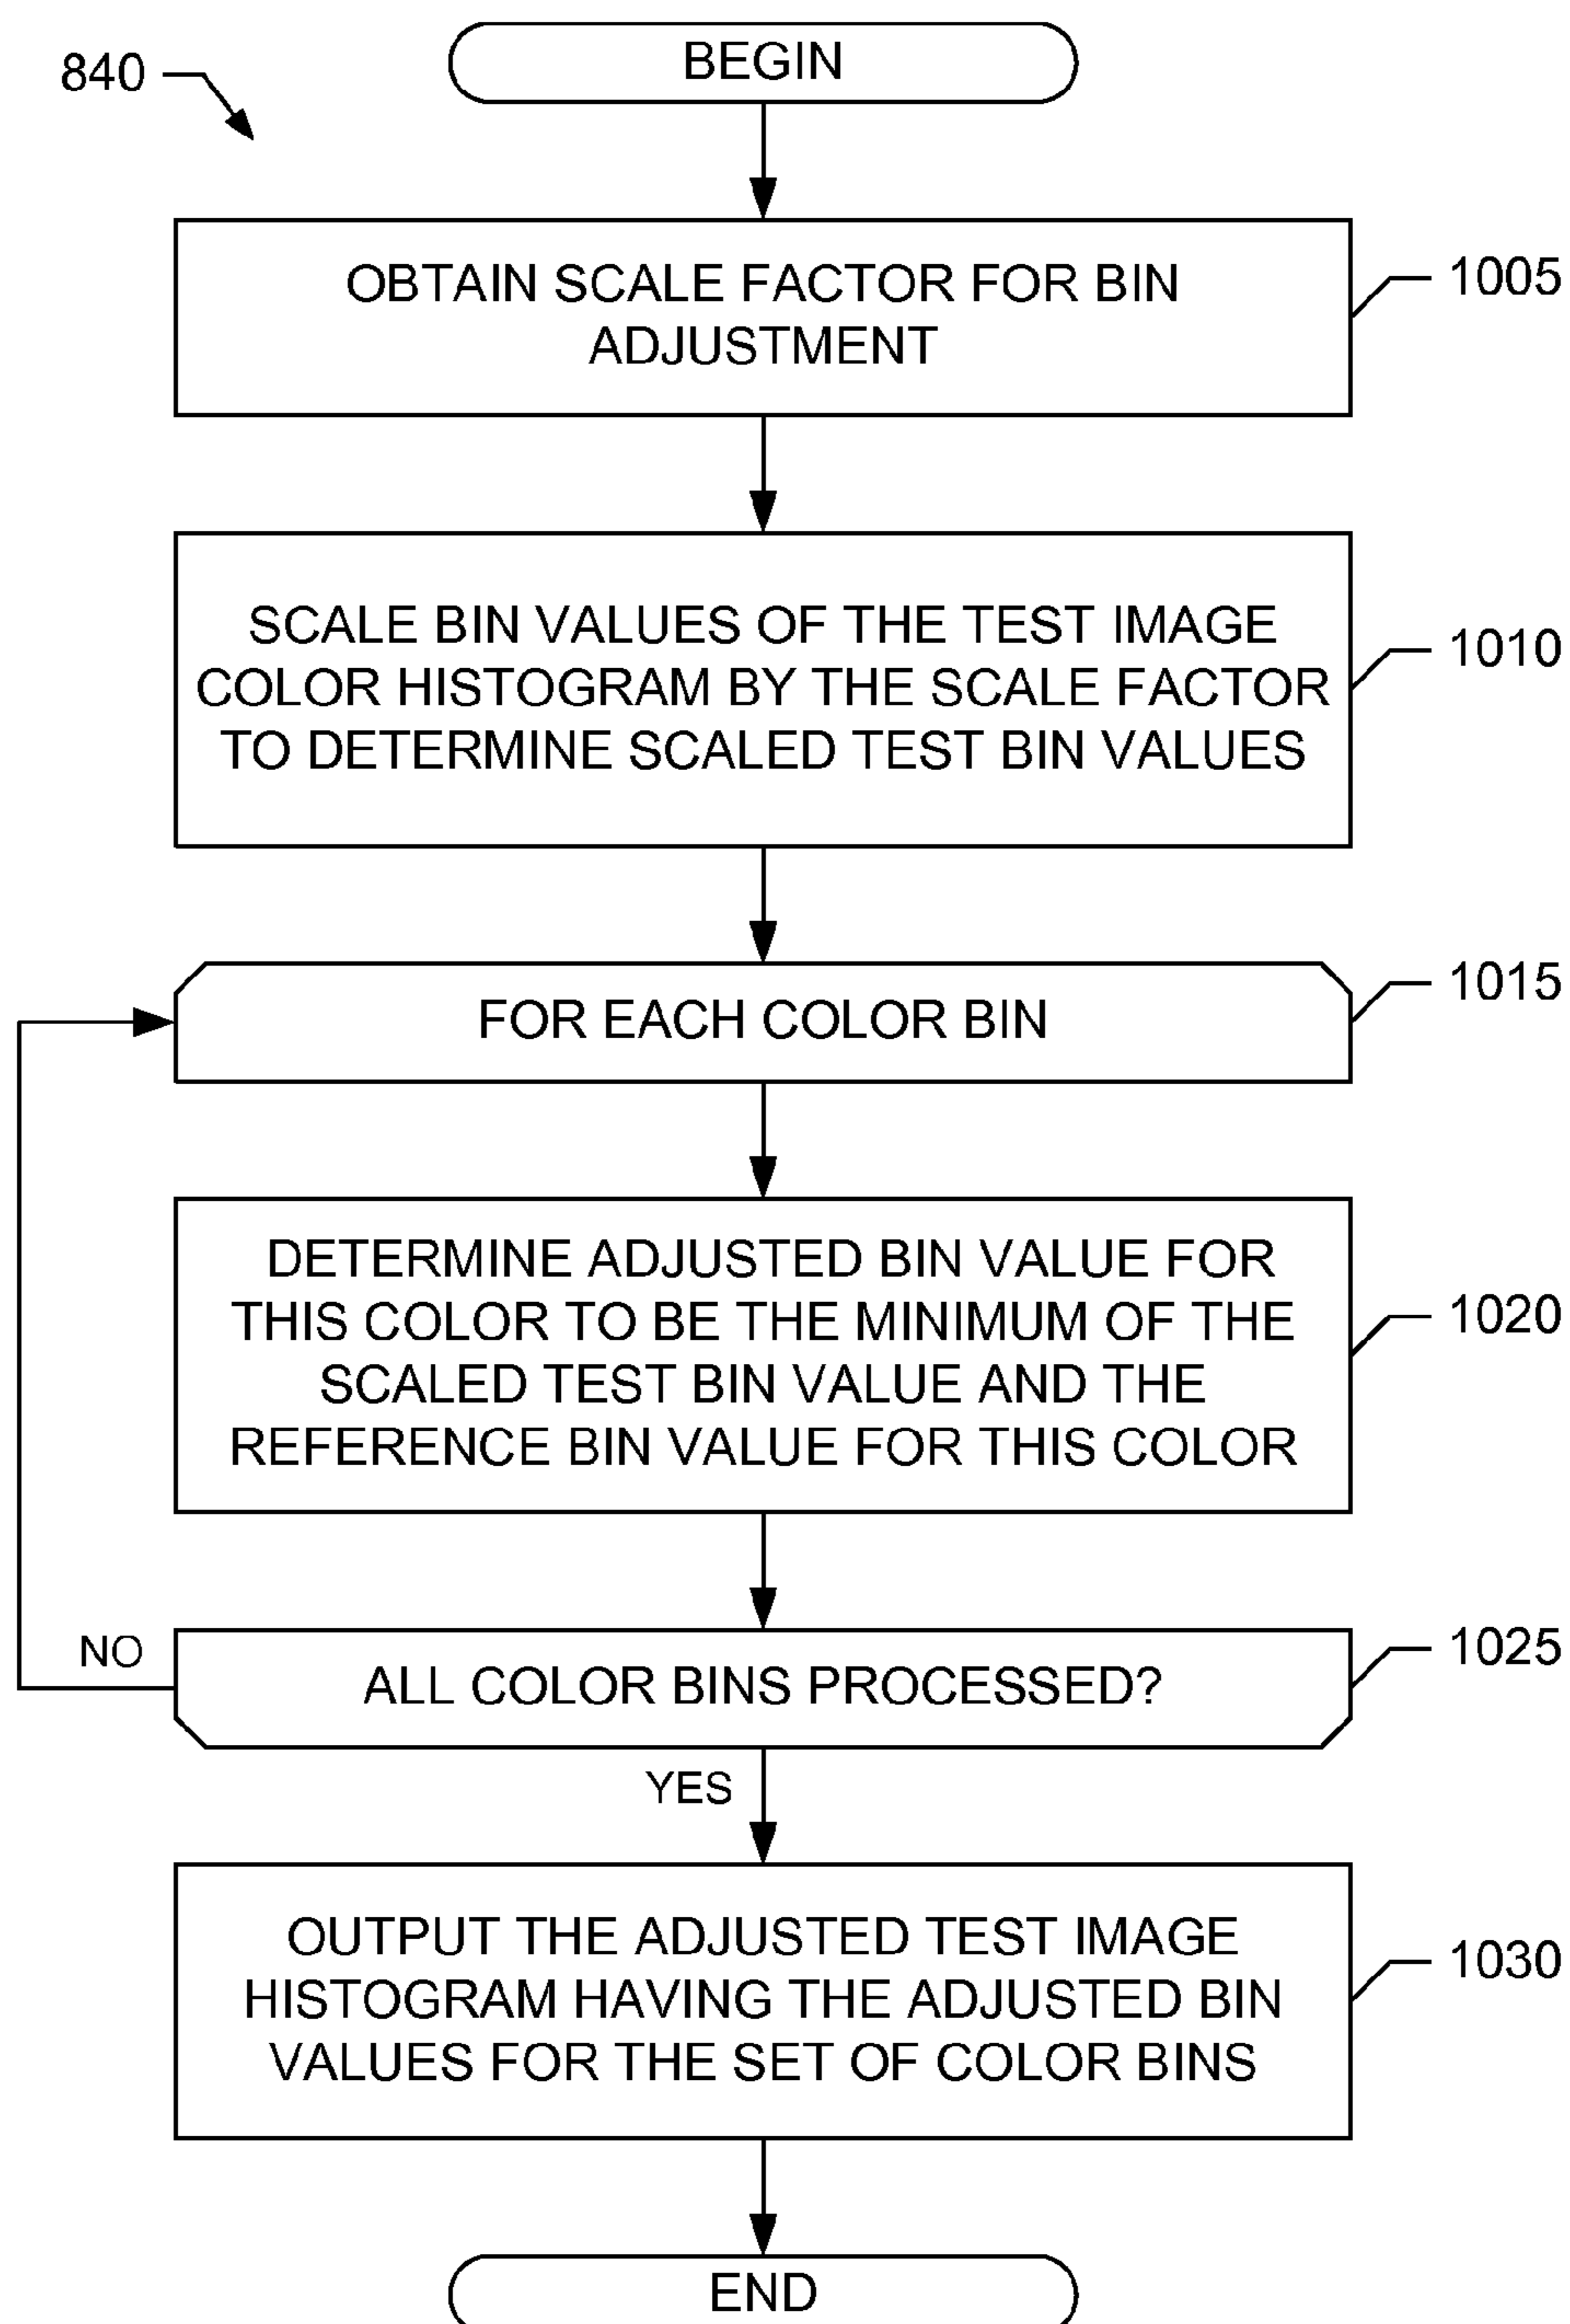 840
BEGIN
OBTAIN SCALE FACTOR FOR BIN
ADJUSTMENT
1005
SCALE BIN VALUES OF THE TEST IMAGE
COLOR HISTOGRAM BY THE SCALE FACTOR
TO DETERMINE SCALED TEST BIN VALUES
1010
FOR EACH COLOR BIN
1015
DETERMINE ADJUSTED BIN VALUE FOR
THIS COLOR TO BE THE MINIMUM OF THE
SCALED TEST BIN VALUE AND THE
REFERENCE BIN VALUE FOR THIS COLOR
1020
NO
ALL COLOR BINS PROCESSED?
1025
YES
OUTPUT THE ADJUSTED TEST IMAGE
HISTOGRAM HAVING THE ADJUSTED BIN
VALUES FOR THE SET OF COLOR BINS
1030
END